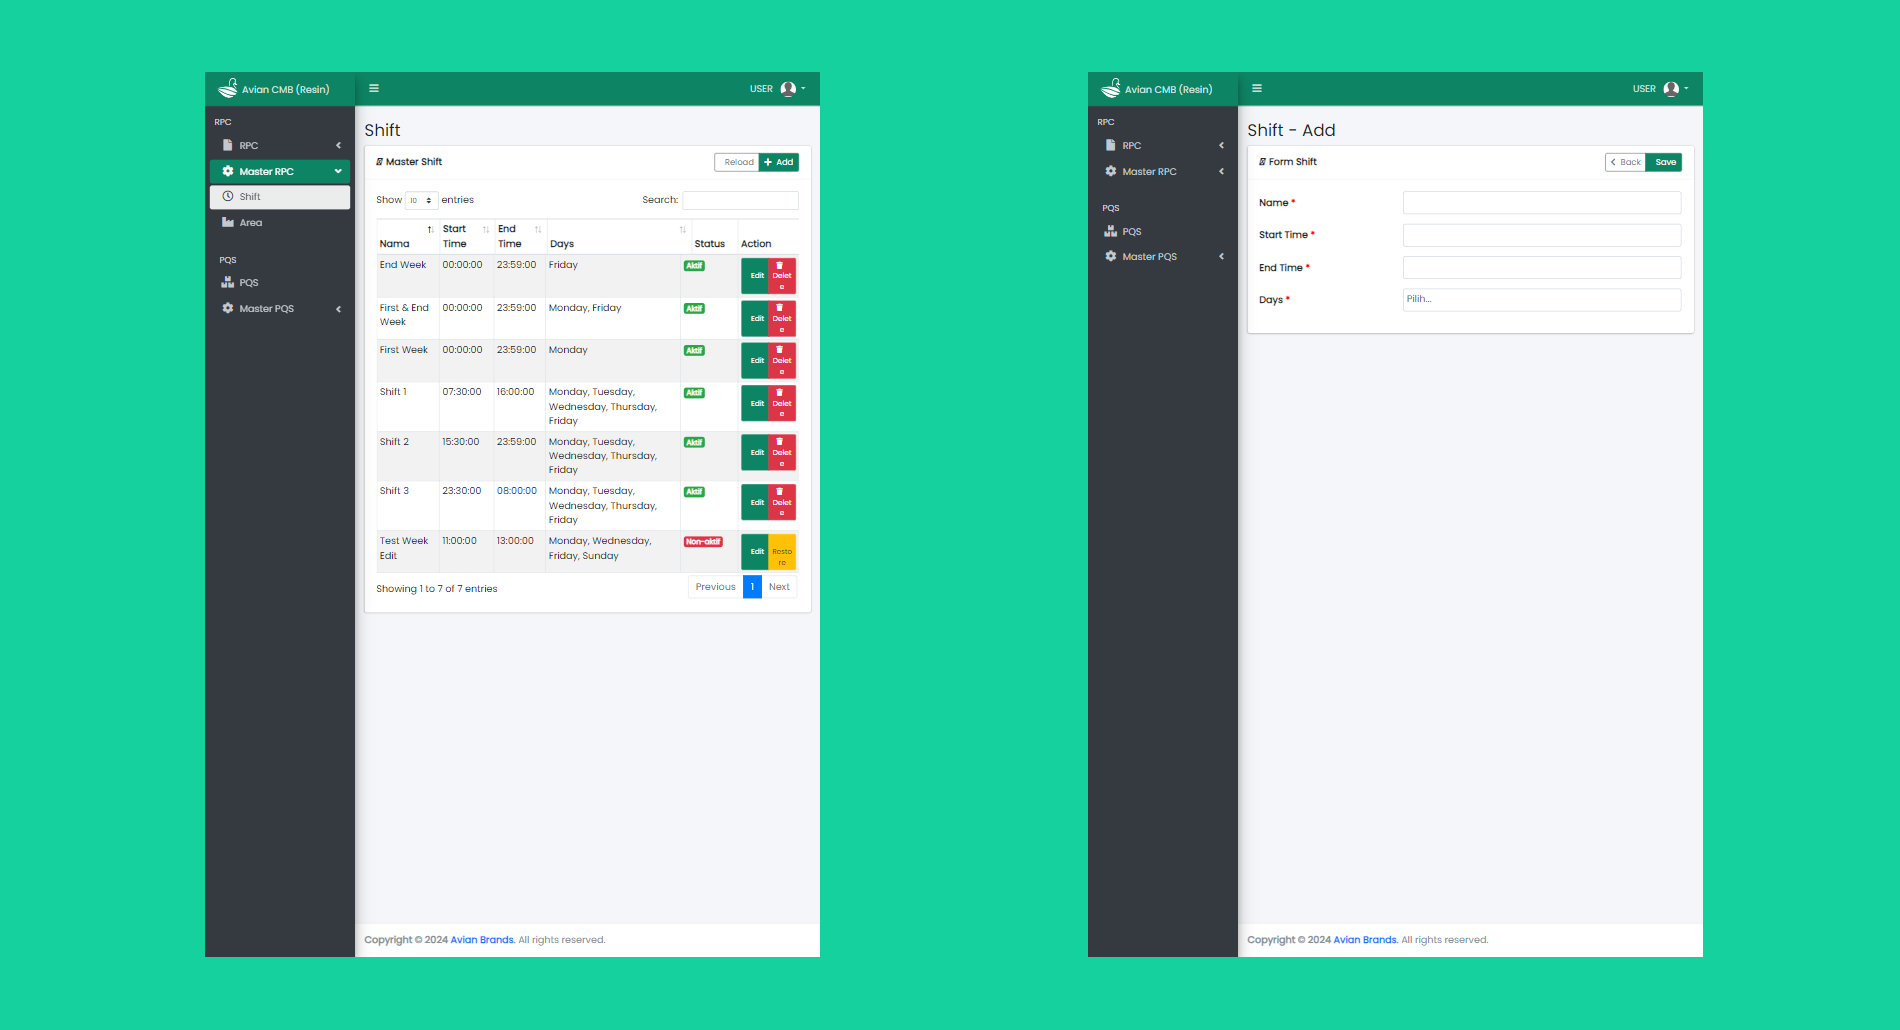 Avian CMB (Resin)
USER
RPC
RPC
Master RPC
Shift
Area
PQS
PQS
Master PQS
Shift
Master Shift
Reload
Add
Show 10 entries
Search:
Nama
Start Time
End Time
Days
Status
Action
End Week 00:00:00 23:59:00 Friday Aktif Edit Delete
First & End Week 00:00:00 23:59:00 Monday, Friday Aktif Edit Delete
First Week 00:00:00 23:59:00 Monday Aktif Edit Delete
Shift 1 07:30:00 16:00:00 Monday, Tuesday, Wednesday, Thursday, Friday Aktif Edit Delete
Shift 2 15:30:00 23:59:00 Monday, Tuesday, Wednesday, Thursday, Friday Aktif Edit Delete
Shift 3 23:30:00 08:00:00 Monday, Tuesday, Wednesday, Thursday, Friday Aktif Edit Delete
Test Week Edit 11:00:00 13:00:00 Monday, Wednesday, Friday, Sunday Non-aktif Edit Restore
Showing 1 to 7 of 7 entries
Previous 1 Next
Copyright © 2024 Avian Brands. All rights reserved.
Avian CMB (Resin)
USER
RPC
RPC
Master RPC
PQS
PQS
Master PQS
Shift - Add
Form Shift
Back
Save
Name *
Start Time *
End Time *
Days *
Pilih...
Copyright © 2024 Avian Brands. All rights reserved.